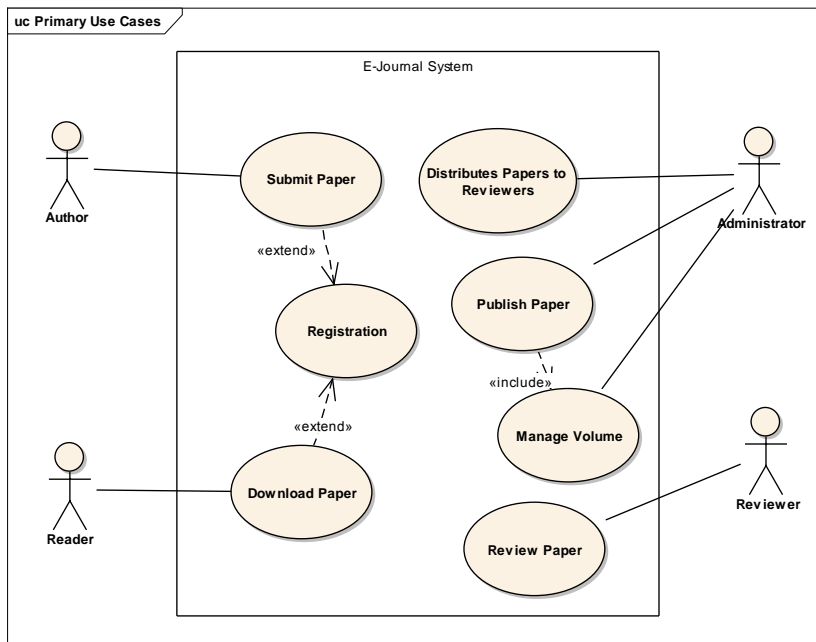 uc Primary Use Cases
E-Journal System
Author
Submit Paper
Distributes Papers to
Reviewers
Administrator
«extend»
Registration
Publish Paper
«include»
«extend»
Manage Volume
Reader
Download Paper
Reviewer
Review Paper